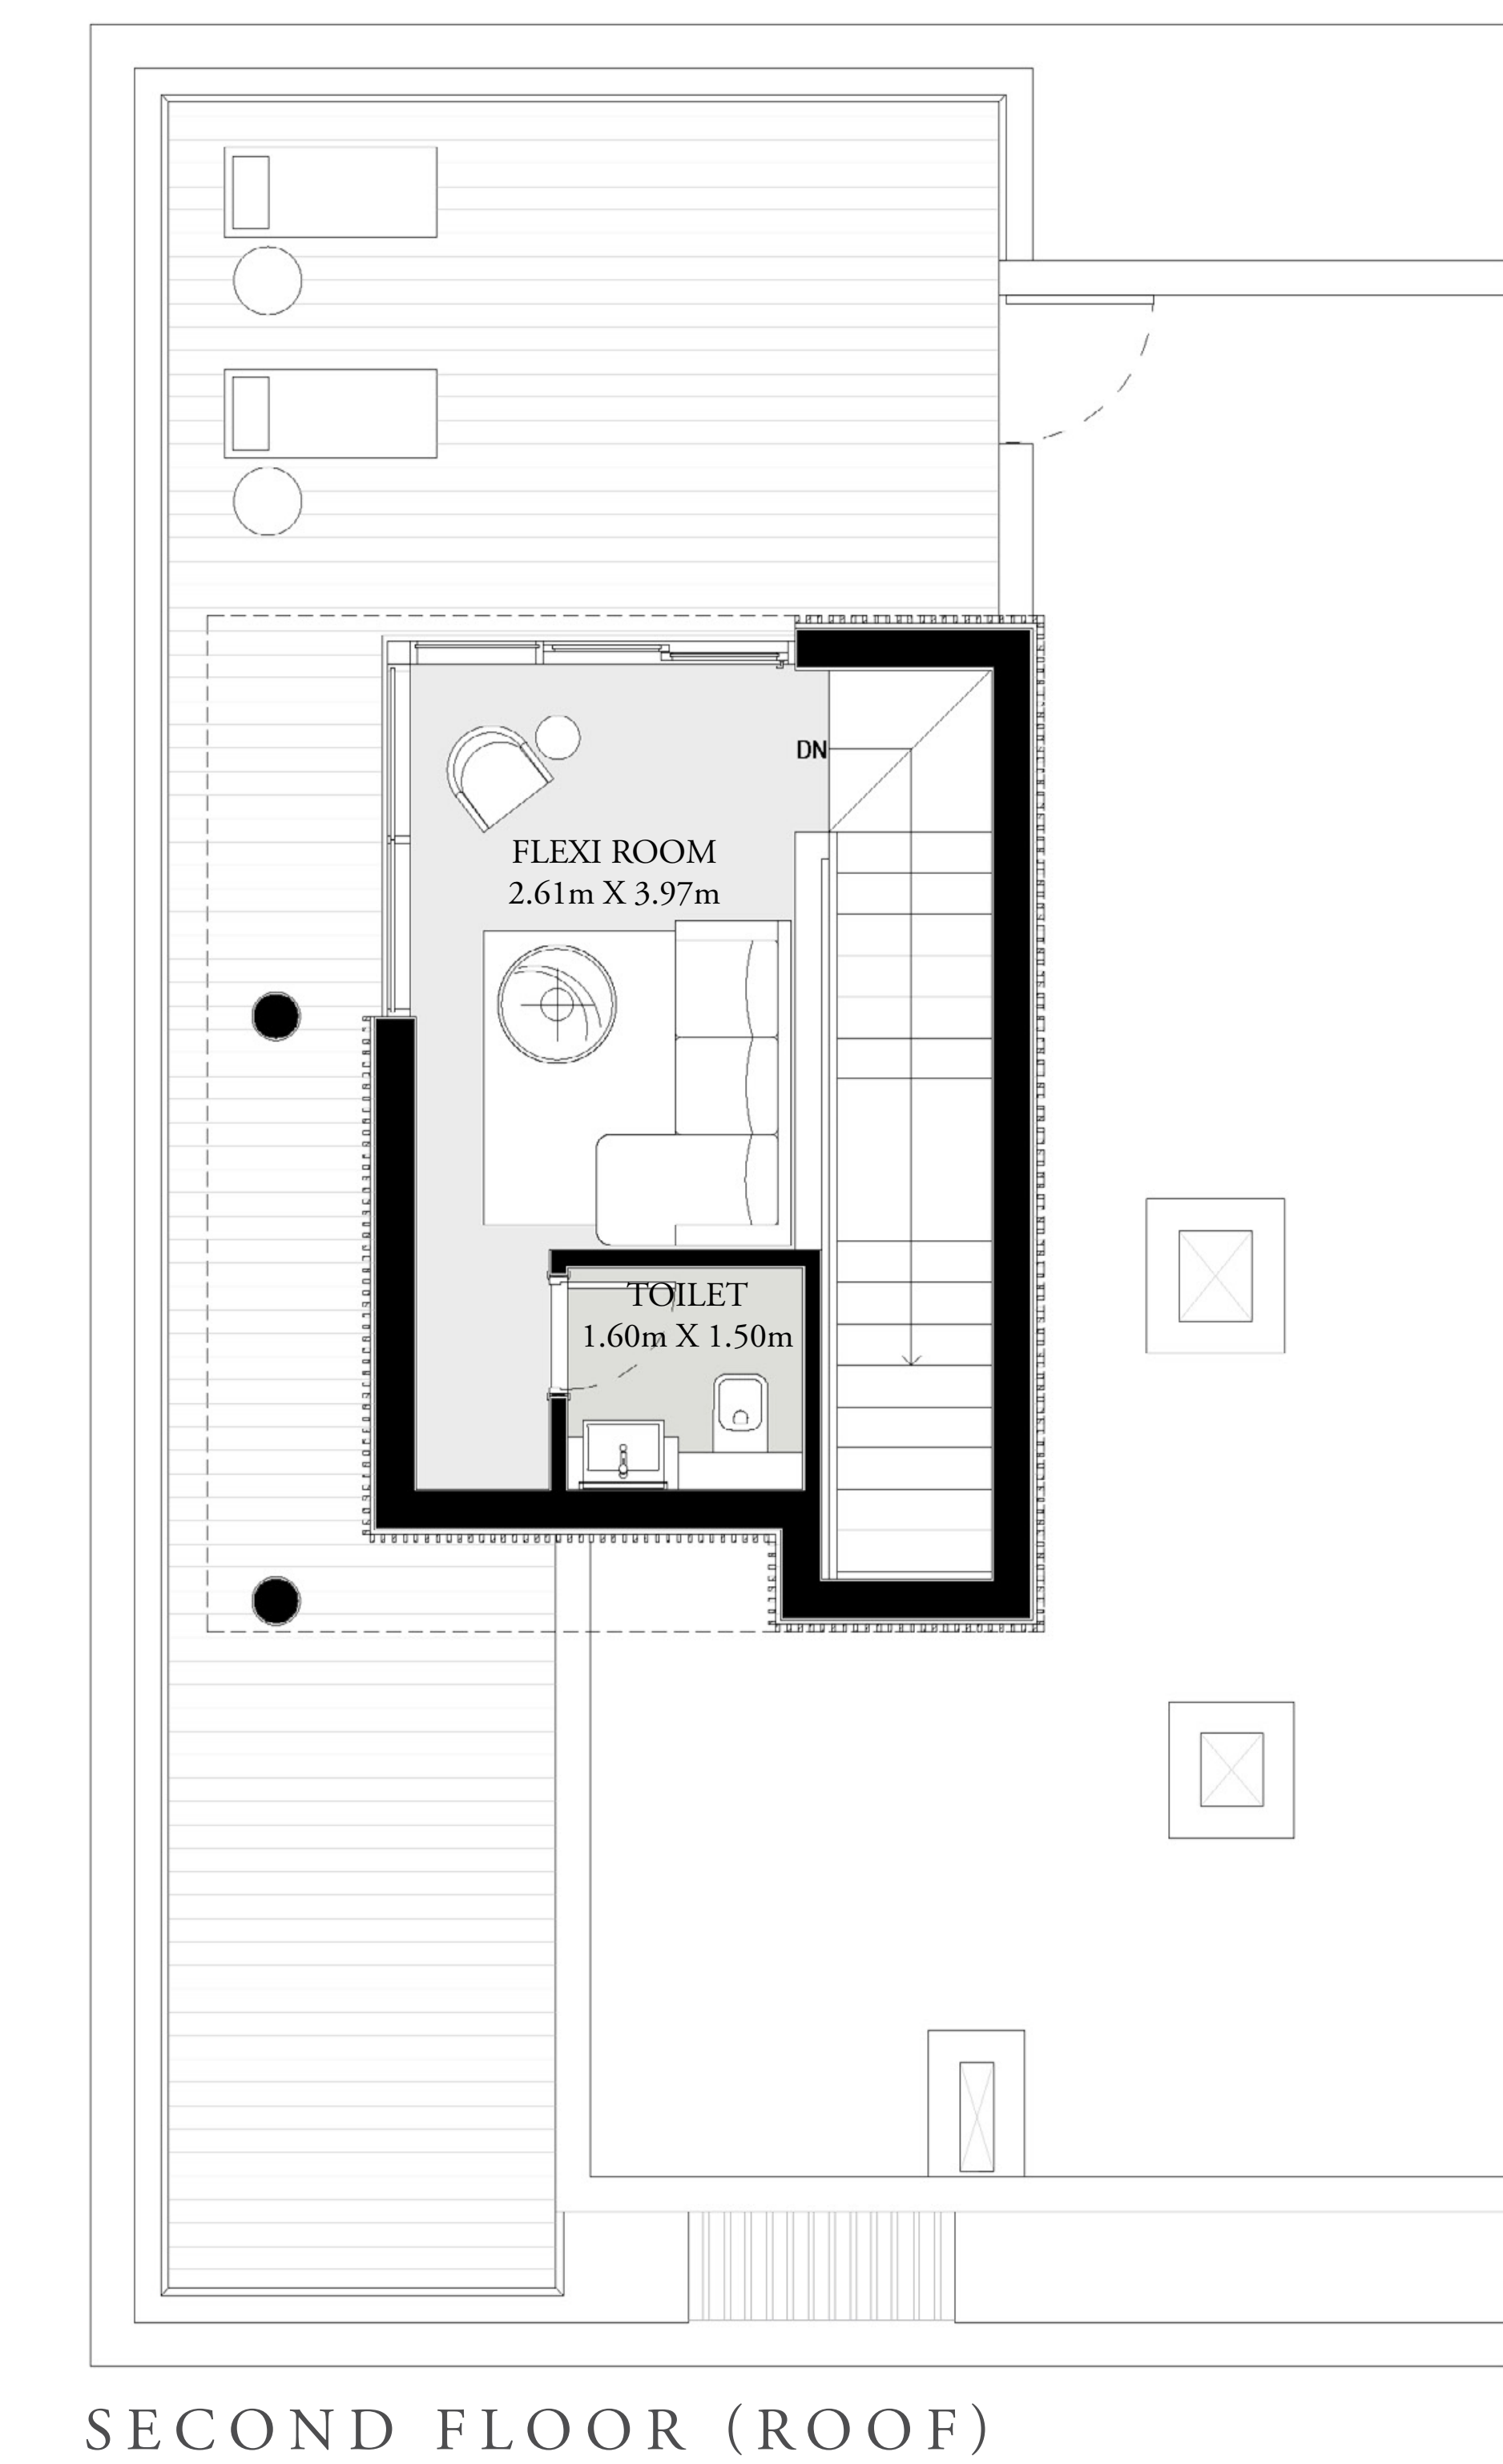 DN
FLEXI ROOM
2.61m X 3.97m
TOILET
1.60m X 1.50m
SECOND FLOOR (ROOF)